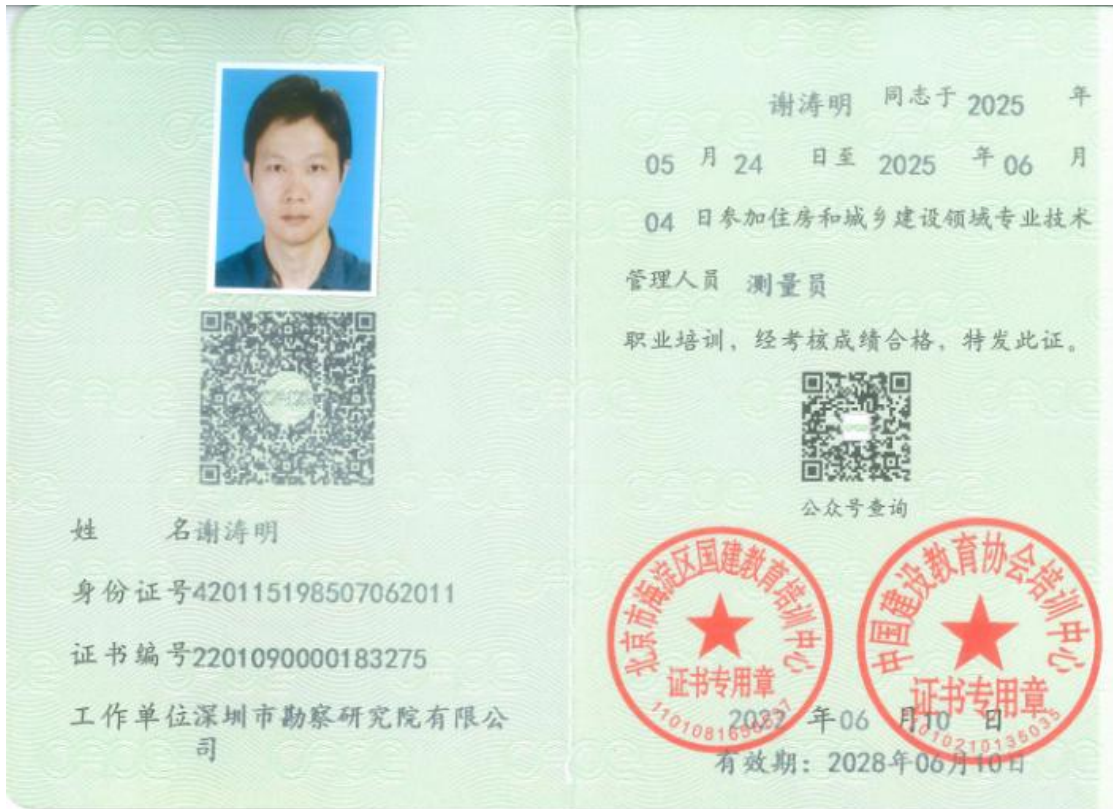 姓 名谢涛明
身份证号420115198507062011
证书编号2201090000183275
工作单位深圳市勘察研究院有限公
司
谢涛明 同志于 2025 年
05 月 24 日至 2025 年 06 月
04 日参加住房和城乡建设领域专业技术
管理人员 测量员
职业培训，经考核成绩合格，特发此证。
公众号查询
北京市海淀区国建教育培训中心
证书专用章
中国建设教育协会培训中心
证书专用章
2022 年06 月10 日
有效期：2028年06月10日